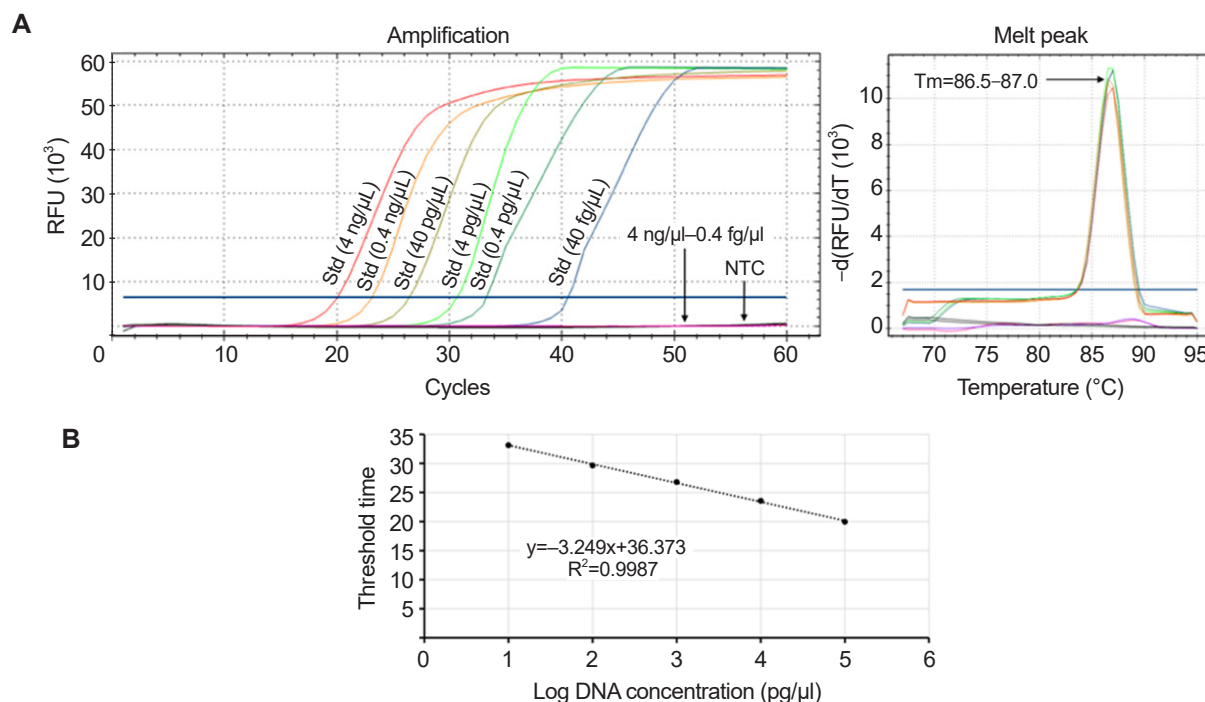 A
Amplification
60
50
40
30
20
10
0
RFU (10³)
Std (4 ng/µL)
Std (0.4 ng/µL)
Std (40 pg/µL)
Std (4 pg/µL)
Std (0.4 pg/µL)
Std (40 fg/µL)
4 ng/µl–0.4 fg/µl
NTC
0 10 20 30 40 50 60
Cycles
Melt peak
Tm=86.5–87.0
10
8
6
4
2
0
–d(RFU/dT (10³)
70 75 80 85 90 95
Temperature (°C)
B
35
30
25
20
15
10
5
Threshold time
y=–3.249x+36.373
R²=0.9987
0 1 2 3 4 5 6
Log DNA concentration (pg/µl)